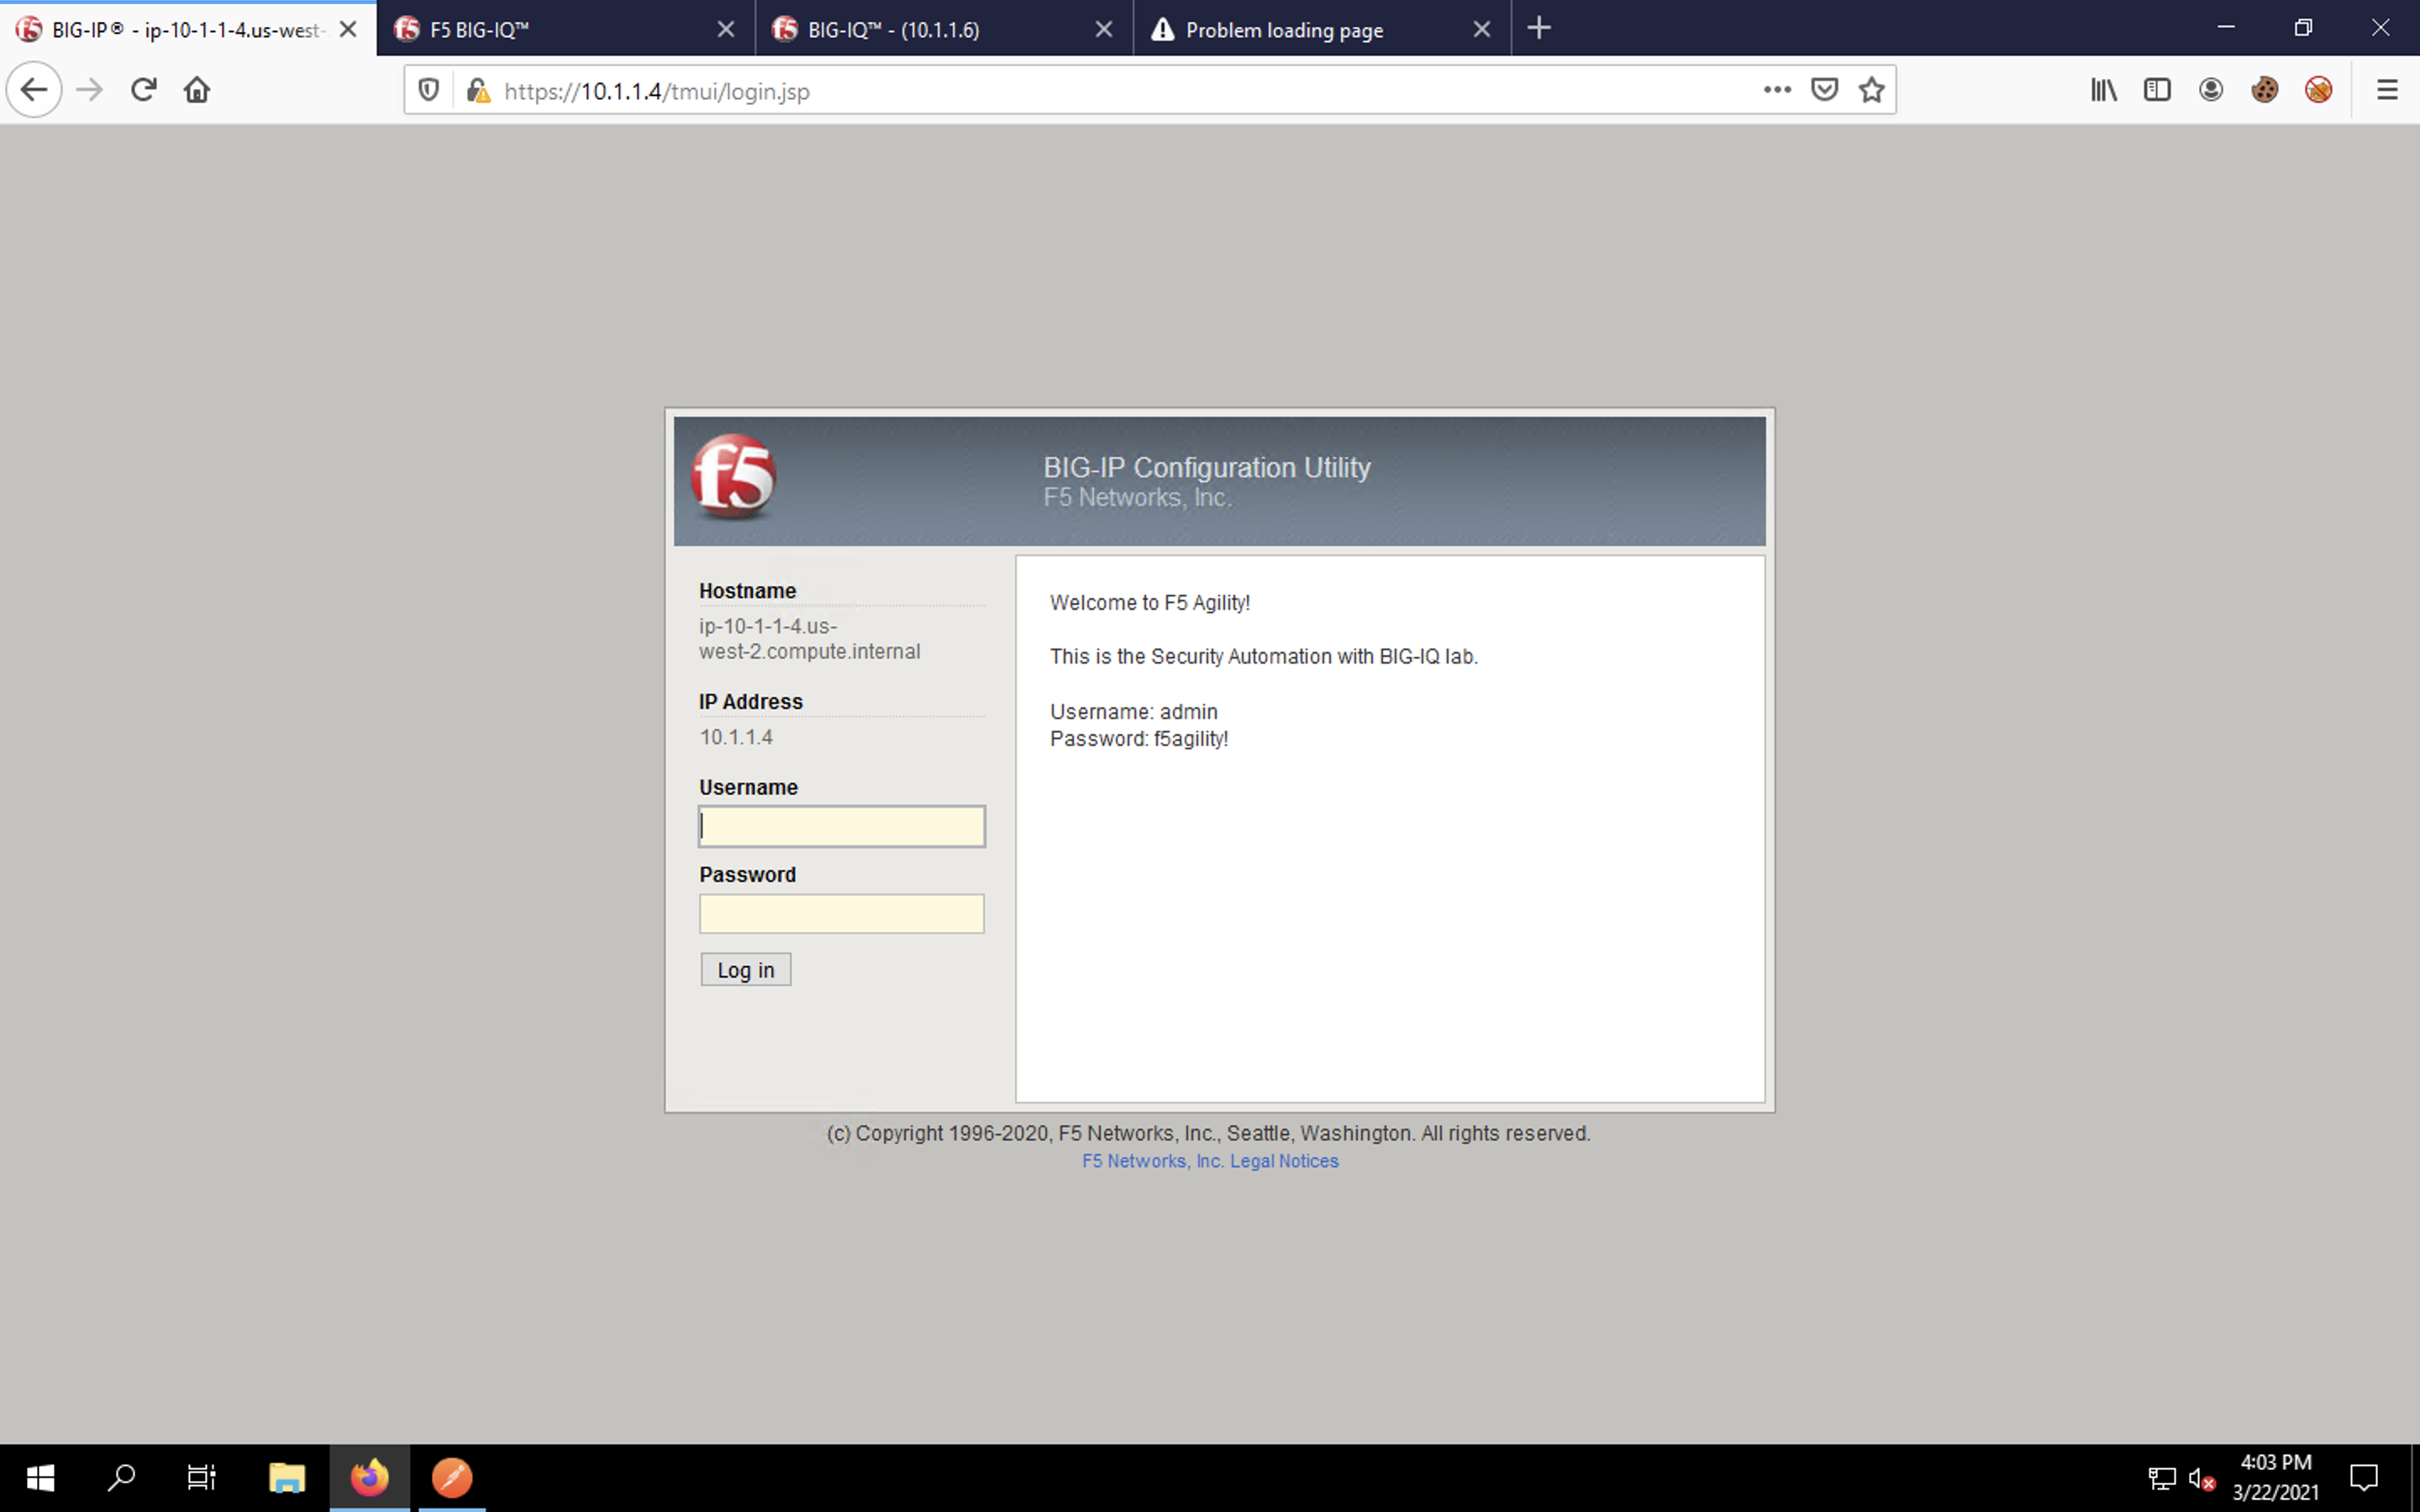 BIG-IP® - ip-10-1-1-4.us-west-
F5 BIG-IQ™
BIG-IQ™ - (10.1.1.6)
Problem loading page
https://10.1.1.4/tmui/login.jsp
f5
BIG-IP Configuration Utility
F5 Networks, Inc.
Hostname
ip-10-1-1-4.us-
west-2.compute.internal
IP Address
10.1.1.4
Username
Password
Log in
Welcome to F5 Agility!
This is the Security Automation with BIG-IQ lab.
Username: admin
Password: f5agility!
(c) Copyright 1996-2020, F5 Networks, Inc., Seattle, Washington. All rights reserved.
F5 Networks, Inc. Legal Notices
4:03 PM
3/22/2021